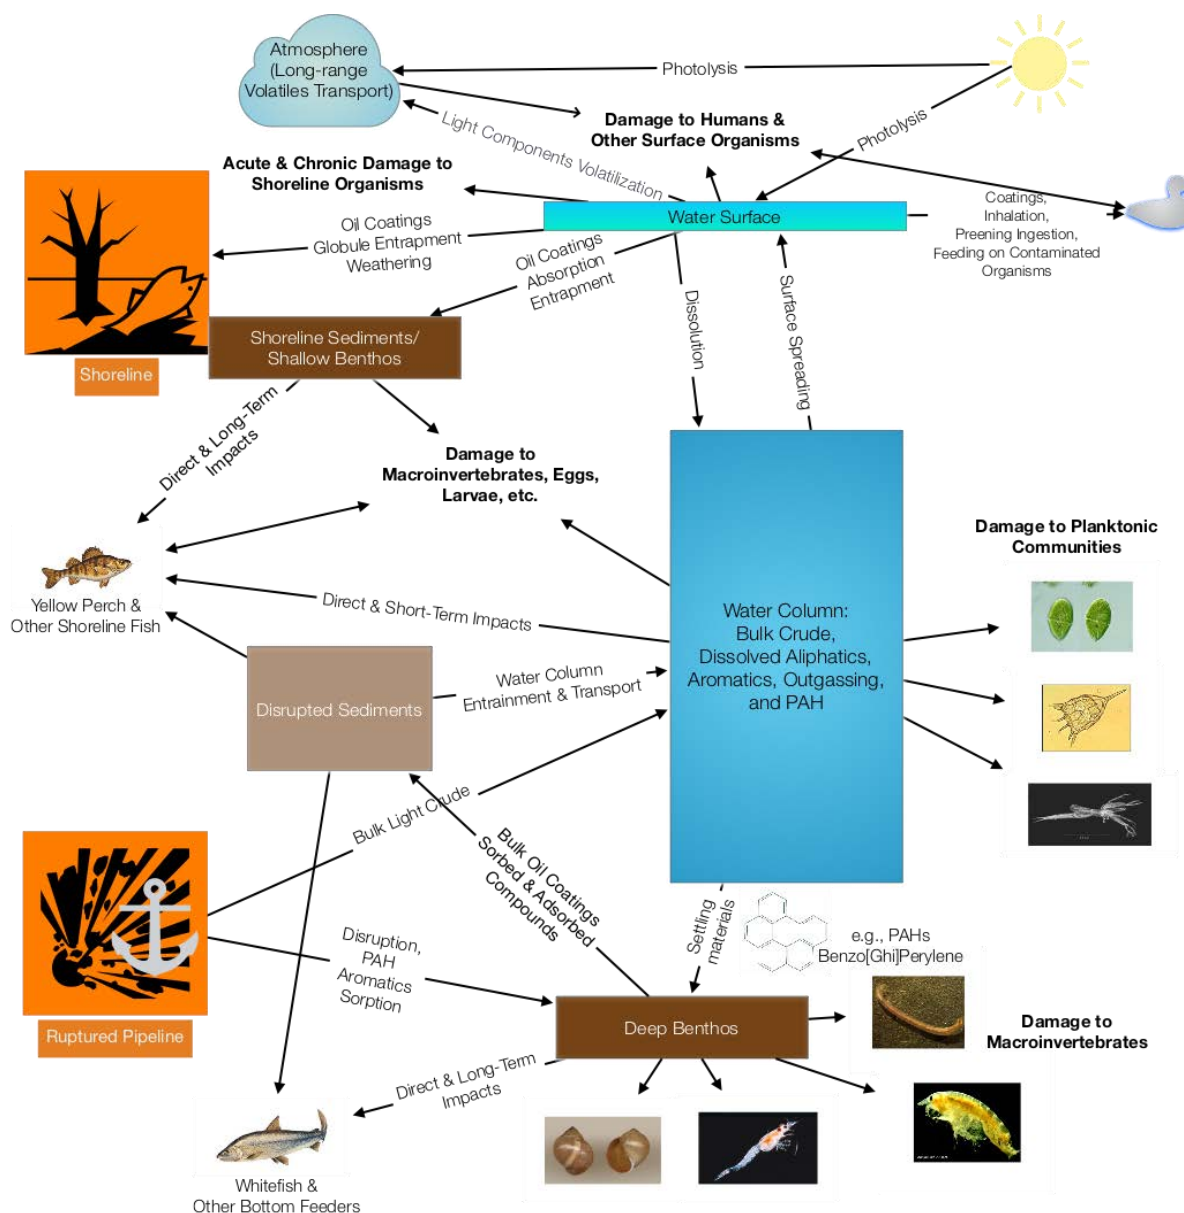 Atmosphere
(Long-range
Volatiles Transport)
Photolysis
Photolysis
Light Components Volatilization
Damage to Humans &
Other Surface Organisms
Acute & Chronic Damage to
Shoreline Organisms
Water Surface
Coatings,
Inhalation,
Preening Ingestion,
Feeding on Contaminated
Organisms
Oil Coatings
Globule Entrapment
Weathering
Oil Coatings
Absorption
Entrapment
Dissolution
Surface Spreading
Shoreline Sediments/
Shallow Benthos
Shoreline
Direct & Long-Term
Impacts
Damage to
Macroinvertebrates, Eggs,
Larvae, etc.
Damage to Planktonic
Communities
Yellow Perch &
Other Shoreline Fish
Direct & Short-Term Impacts
Water Column:
Bulk Crude,
Dissolved Aliphatics,
Aromatics, Outgassing,
and PAH
Disrupted Sediments
Water Column
Entrainment & Transport
Bulk Light Crude
Bulk Oil Coatings
Sorbed & Adsorbed
Compounds
Ruptured Pipeline
Disruption,
PAH
Aromatics
Sorption
Settling
materials
e.g., PAHs
Benzo[Ghi]Perylene
Deep Benthos
Damage to
Macroinvertebrates
Direct & Long-Term
Impacts
Whitefish &
Other Bottom Feeders